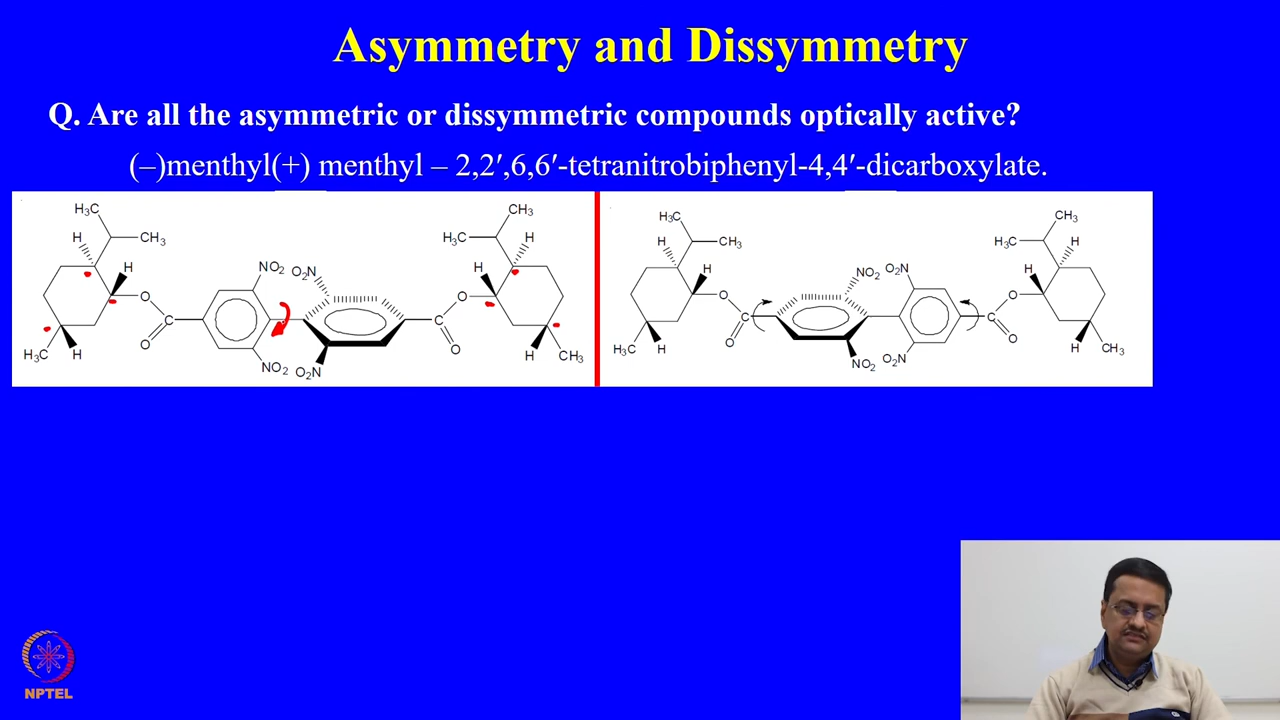 Asymmetry and Dissymmetry
Q. Are all the asymmetric or dissymmetric compounds optically active?
(–)menthyl(+) menthyl – 2,2′,6,6′-tetranitrobiphenyl-4,4′-dicarboxylate.
H₃C
H
CH₃
H
O
C
O
H₃C
H
NO₂
O₂N
NO₂
O₂N
C
O
O
H
H₃C
CH₃
H
H
CH₃
H₃C
H
CH₃
H
O
C
O
H₃C
H
NO₂
O₂N
NO₂
O₂N
C
O
O
H
H₃C
CH₃
H
H
CH₃
NPTEL